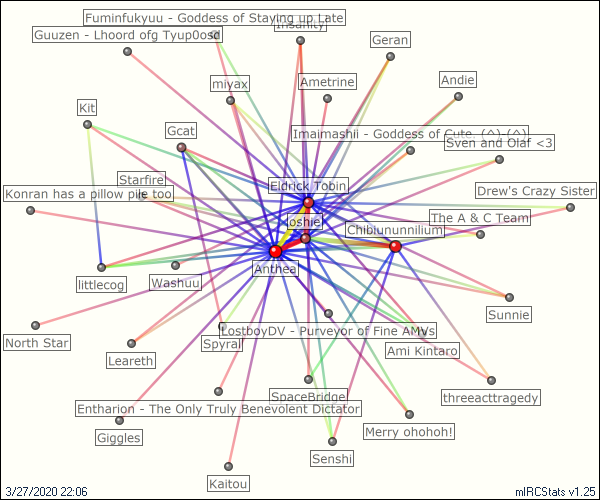 Fuminfukyuu - Goddess of Staying up Late
Insanity
Guuzen - Lhoord ofg Tyup0osd
Geran
miyax
Ametrine
Andie
Kit
Gcat
Imaimashii - Goddess of Cute. (^).(^)
Sven and Olaf <3
Starfire
Eldrick Tobin
Konran has a pillow pile too
Drew's Crazy Sister
Joshie
The A & C Team
Chibiununnilium
Anthea
littlecog
Washuu
Sunnie
LostboyDV - Purveyor of Fine AMVs
North Star
Spyral
Ami Kintaro
Leareth
SpaceBridge
threeacttragedy
Entharion - The Only Truly Benevolent Dictator
Giggles
Merry ohohoh!
Senshi
Kaitou
3/27/2020 22:06
mIRCStats v1.25